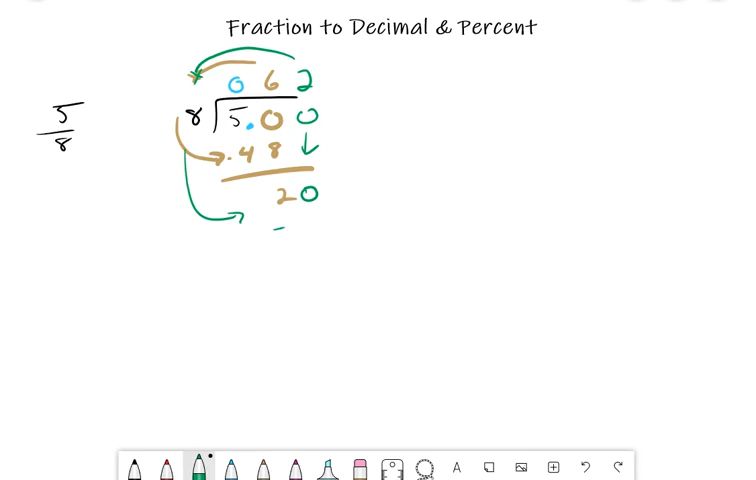 Fraction to Decimal & Percent
0 6 2
5/8
8 5.0 0
- 4 8
2 0
-
A